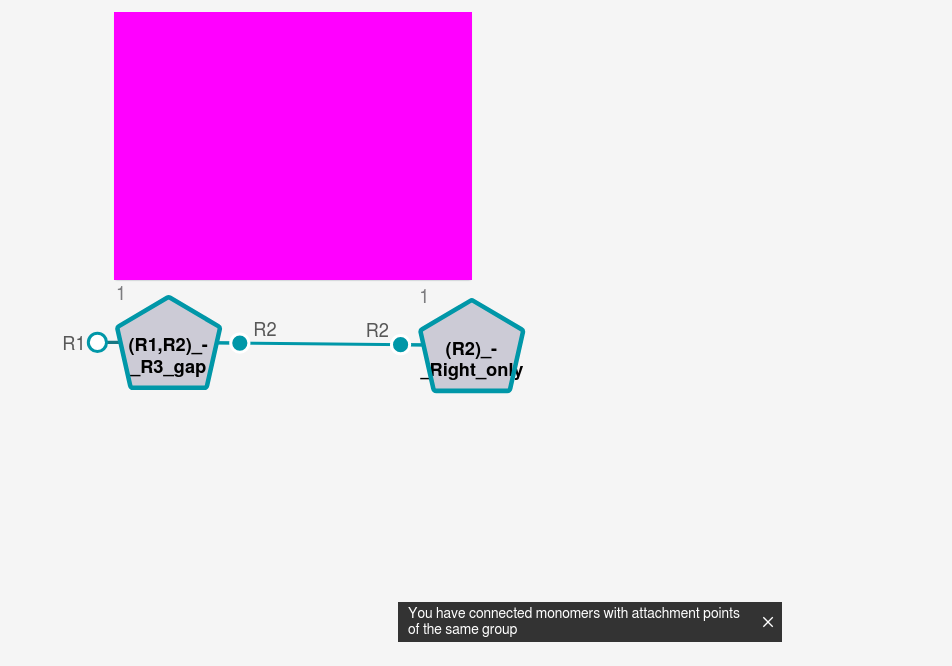 1
1
R1
R2
R2
(R1,R2)_-
_R3_gap
(R2)_-
_Right_only
You have connected monomers with attachment points
of the same group